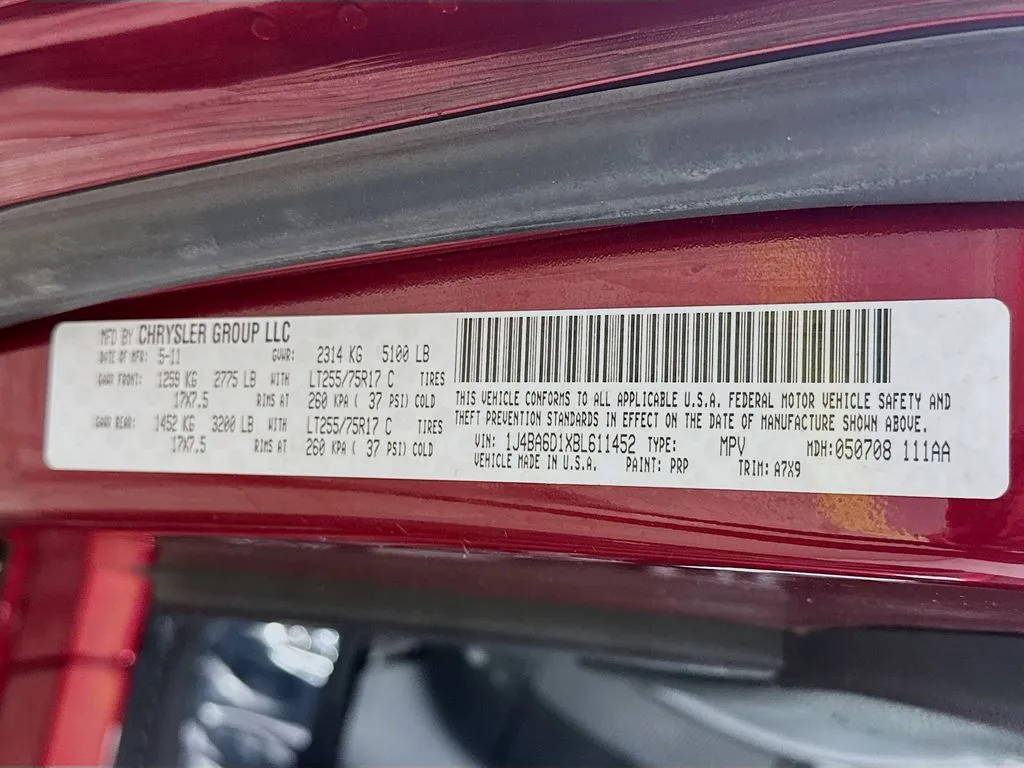 MFD BY CHRYSLER GROUP LLC
DATE OF MFR: 5-11 GVWR: 2314 KG 5100 LB
GAWR FRONT: 1259 KG 2775 LB WITH LT255/75R17 C TIRES
17X7.5 RIMS AT 260 KPA ( 37 PSI) COLD
GAWR REAR: 1452 KG 3200 LB WITH LT255/75R17 C TIRES
17X7.5 RIMS AT 260 KPA ( 37 PSI) COLD
THIS VEHICLE CONFORMS TO ALL APPLICABLE U.S.A. FEDERAL MOTOR VEHICLE SAFETY AND
THEFT PREVENTION STANDARDS IN EFFECT ON THE DATE OF MANUFACTURE SHOWN ABOVE.
VIN: 1J4BA6D1XBL611452 TYPE: MPV MDH:050708 111AA
VEHICLE MADE IN U.S.A. PAINT: PRP TRIM: A7X9